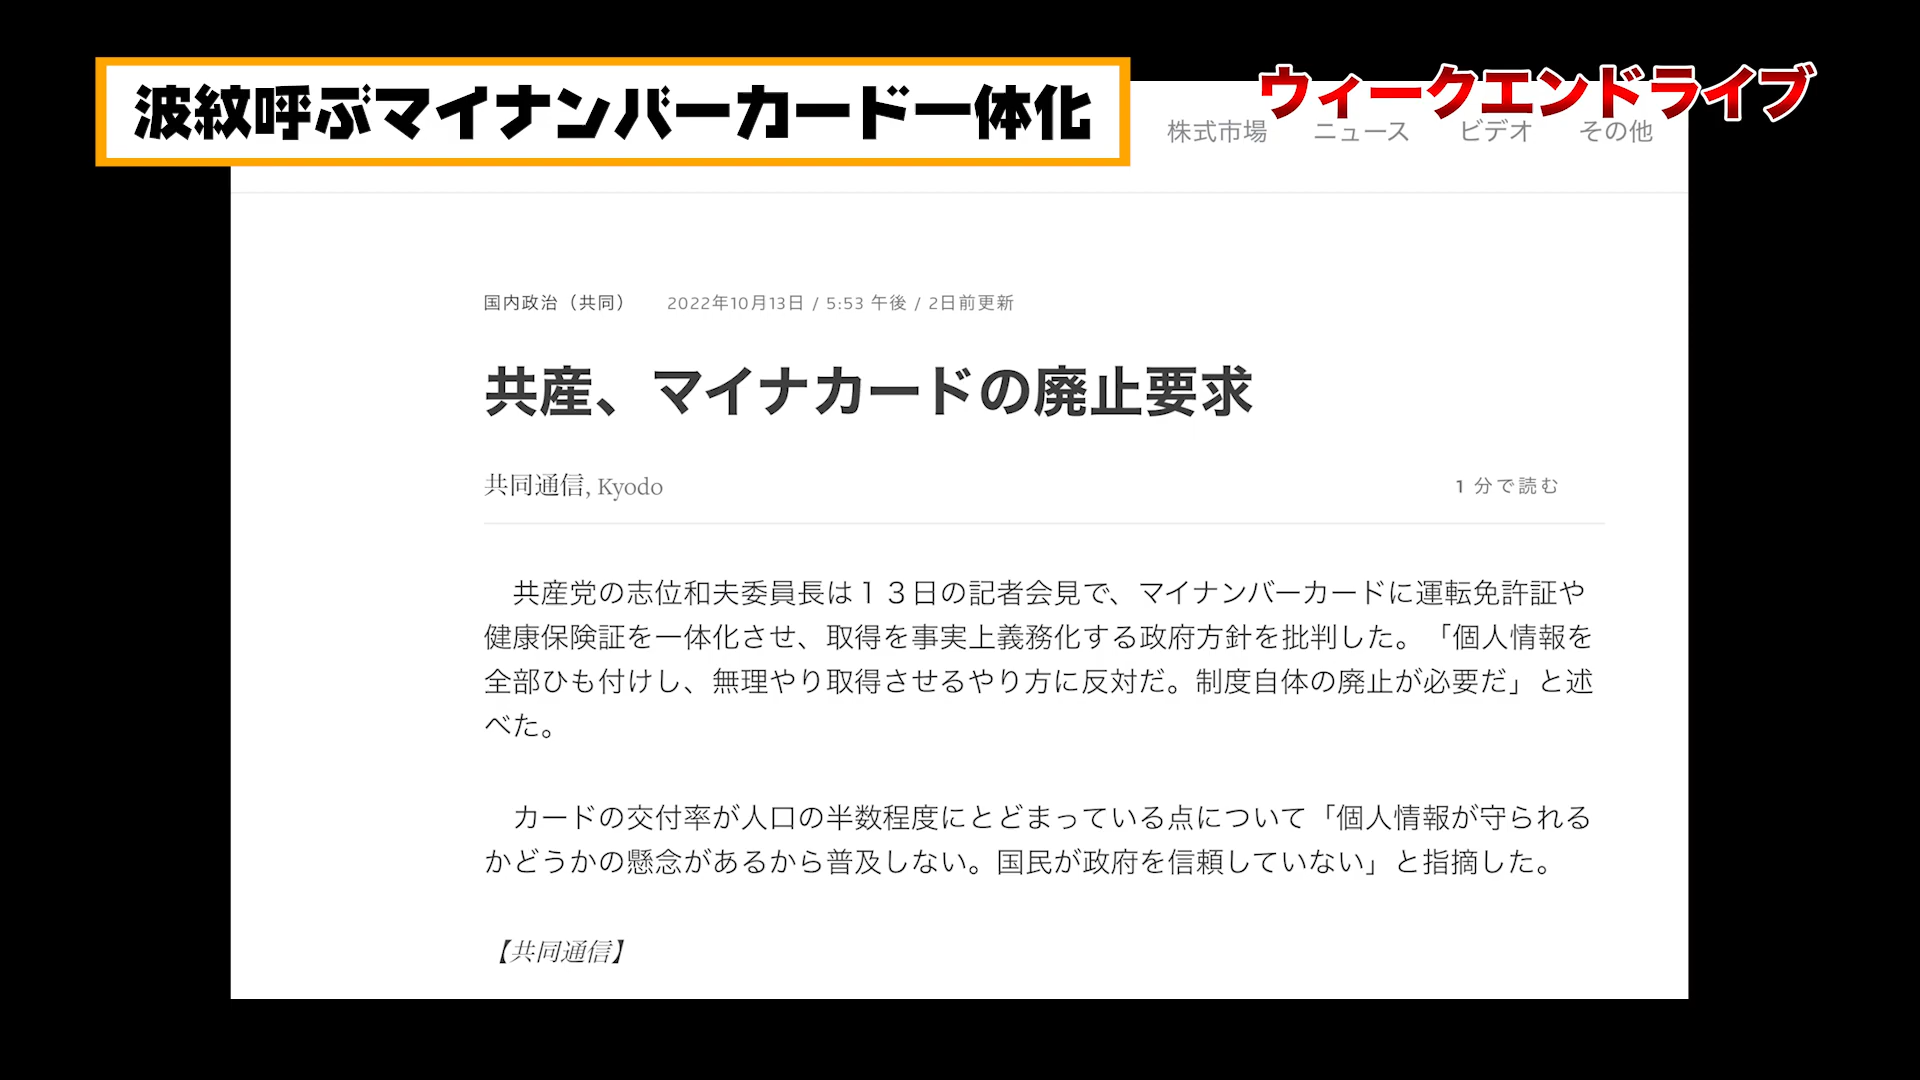 波紋呼ぶマイナンバーカード一体化
ウィークエンドライブ
株式市場 ニュース ビデオ その他
国内政治（共同） 2022年10月13日 / 5:53 午後 / 2日前更新
共産、マイナカードの廃止要求
共同通信, Kyodo
1 分で読む
共産党の志位和夫委員長は１３日の記者会見で、マイナンバーカードに運転免許証や
健康保険証を一体化させ、取得を事実上義務化する政府方針を批判した。「個人情報を
全部ひも付けし、無理やり取得させるやり方に反対だ。制度自体の廃止が必要だ」と述
べた。
カードの交付率が人口の半数程度にとどまっている点について「個人情報が守られる
かどうかの懸念があるから普及しない。国民が政府を信頼していない」と指摘した。
【共同通信】